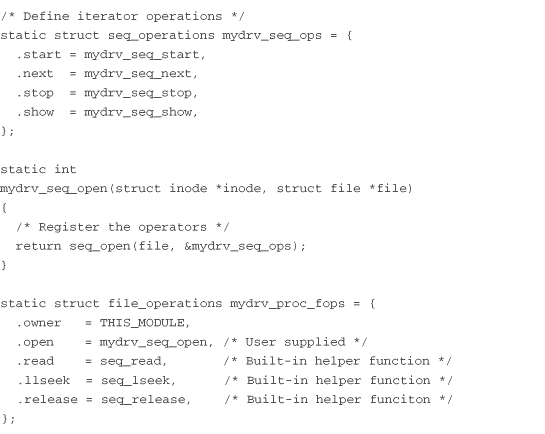 /* Define iterator operations */
static struct seq_operations mydrv_seq_ops = {
  .start = mydrv_seq_start,
  .next  = mydrv_seq_next,
  .stop  = mydrv_seq_stop,
  .show  = mydrv_seq_show,
};

static int
mydrv_seq_open(struct inode *inode, struct file *file)
{
  /* Register the operators */
  return seq_open(file, &mydrv_seq_ops);
}

static struct file_operations mydrv_proc_fops = {
  .owner   = THIS_MODULE,
  .open    = mydrv_seq_open, /* User supplied */
  .read    = seq_read,       /* Built-in helper function */
  .llseek  = seq_lseek,      /* Built-in helper function */
  .release = seq_release,    /* Built-in helper funciton */
};